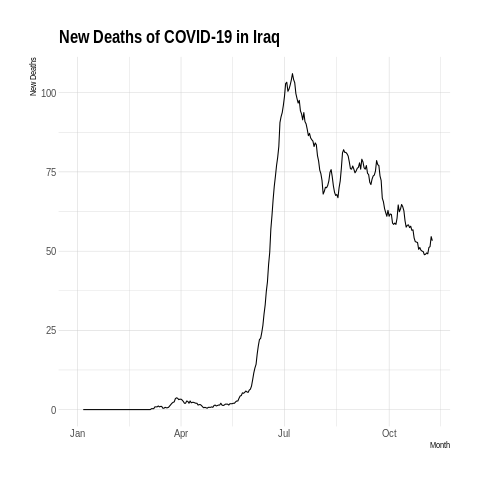 New Deaths of COVID-19 in Iraq
New Deaths
100
75
50
25
0
Jan Apr Jul Oct
Month